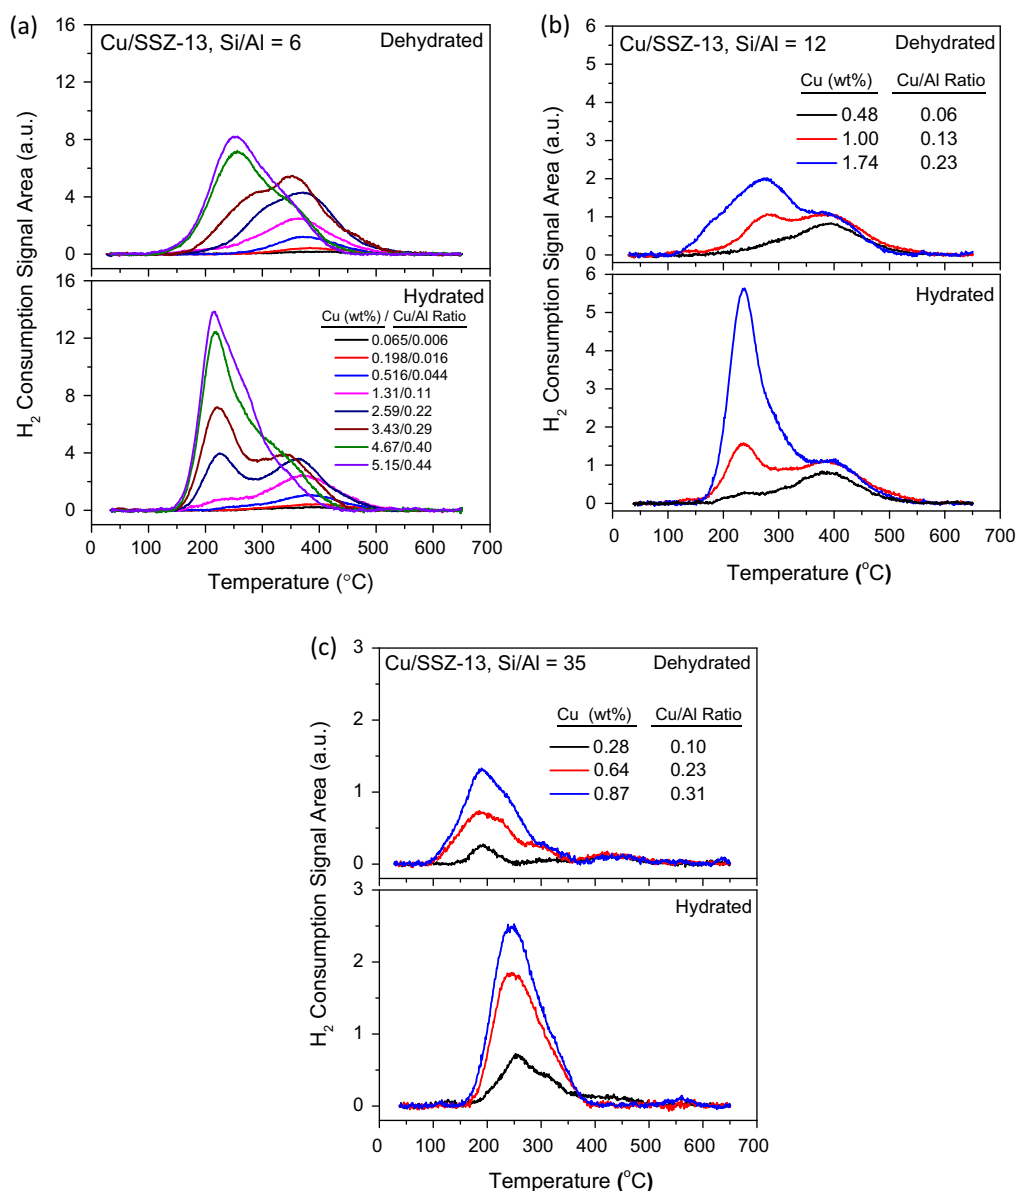 (a)
16
Cu/SSZ-13, Si/Al = 6
Dehydrated
12
8
4
0
16
Hydrated
Cu (wt%) / Cu/Al Ratio
12
0.065/0.006
0.198/0.016
0.516/0.044
8
1.31/0.11
2.59/0.22
3.43/0.29
4
4.67/0.40
5.15/0.44
0
0 100 200 300 400 500 600 700
Temperature (°C)
H2 Consumption Signal Area (a.u.)
(b)
6
Cu/SSZ-13, Si/Al = 12
Dehydrated
5
Cu (wt%) Cu/Al Ratio
4
0.48 0.06
3
1.00 0.13
1.74 0.23
2
1
0
6
Hydrated
5
4
3
2
1
0
0 100 200 300 400 500 600 700
Temperature (°C)
H2 Consumption Signal Area (a.u.)
(c)
3
Cu/SSZ-13, Si/Al = 35
Dehydrated
Cu (wt%) Cu/Al Ratio
2
0.28 0.10
0.64 0.23
0.87 0.31
1
0
3
Hydrated
2
1
0
0 100 200 300 400 500 600 700
Temperature (°C)
H2 Consumption Signal Area (a.u.)